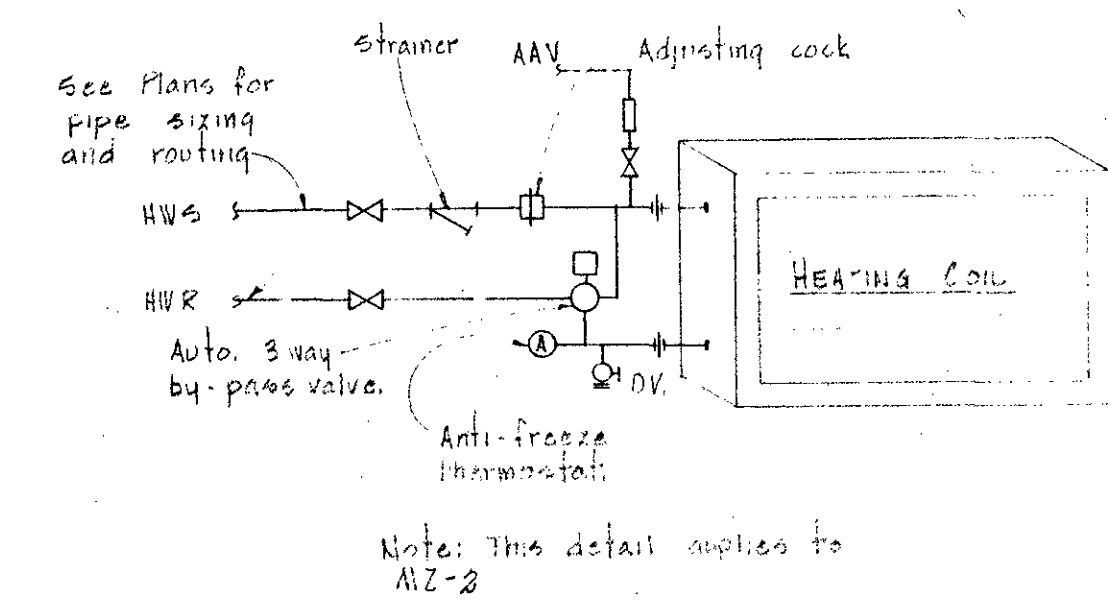 Strainer
AAV
Adjusting cock
See Plans for
pipe sizing
and routing
HWS
HWR
HEATING COIL
Auto. 3 way
by-pass valve.
A
DV.
Anti-freeze
thermostat.
Note: This detail applies to
MZ-2